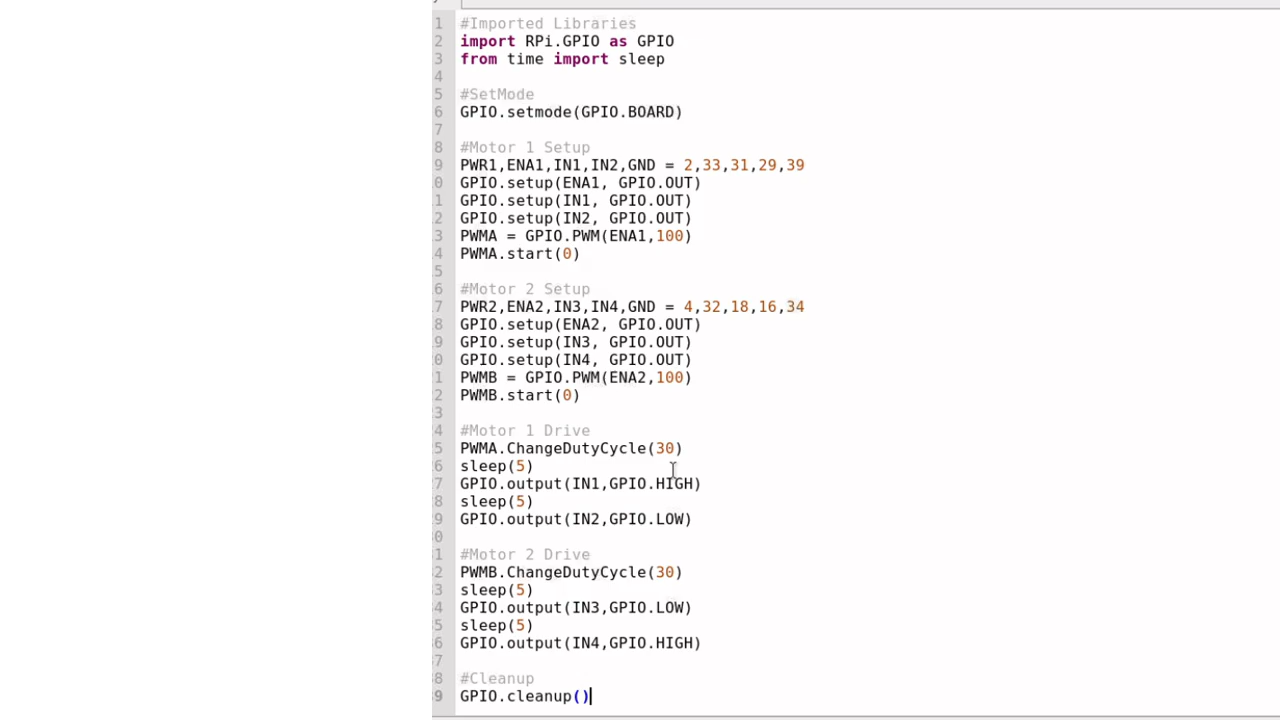 1 #Imported Libraries
2 import RPi.GPIO as GPIO
3 from time import sleep
4
5 #SetMode
6 GPIO.setmode(GPIO.BOARD)
7
8 #Motor 1 Setup
9 PWR1,ENA1,IN1,IN2,GND = 2,33,31,29,39
0 GPIO.setup(ENA1, GPIO.OUT)
1 GPIO.setup(IN1, GPIO.OUT)
2 GPIO.setup(IN2, GPIO.OUT)
3 PWMA = GPIO.PWM(ENA1,100)
4 PWMA.start(0)
5
6 #Motor 2 Setup
7 PWR2,ENA2,IN3,IN4,GND = 4,32,18,16,34
8 GPIO.setup(ENA2, GPIO.OUT)
9 GPIO.setup(IN3, GPIO.OUT)
0 GPIO.setup(IN4, GPIO.OUT)
1 PWMB = GPIO.PWM(ENA2,100)
2 PWMB.start(0)
3
4 #Motor 1 Drive
5 PWMA.ChangeDutyCycle(30)
6 sleep(5)
7 GPIO.output(IN1,GPIO.HIGH)
8 sleep(5)
9 GPIO.output(IN2,GPIO.LOW)
0
1 #Motor 2 Drive
2 PWMB.ChangeDutyCycle(30)
3 sleep(5)
4 GPIO.output(IN3,GPIO.LOW)
5 sleep(5)
6 GPIO.output(IN4,GPIO.HIGH)
7
8 #Cleanup
9 GPIO.cleanup()